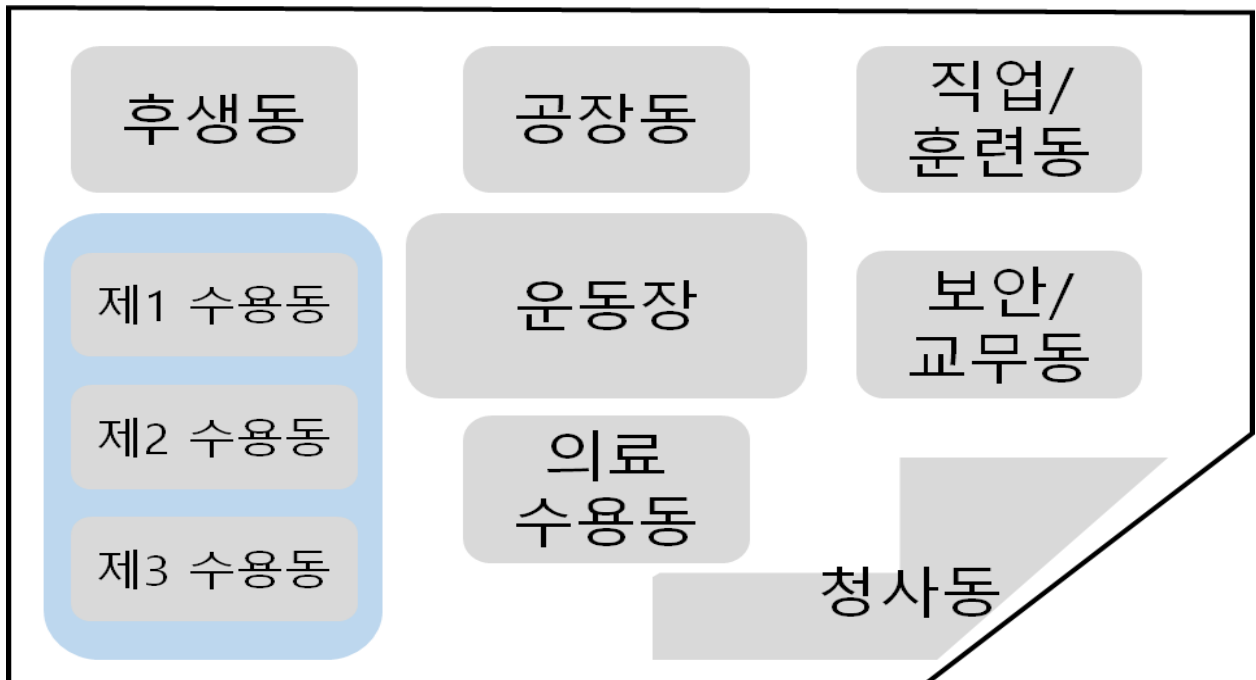 후생동
공장동
직업/
훈련동
제1 수용동
운동장
보안/
교무동
제2 수용동
의료
수용동
제3 수용동
청사동